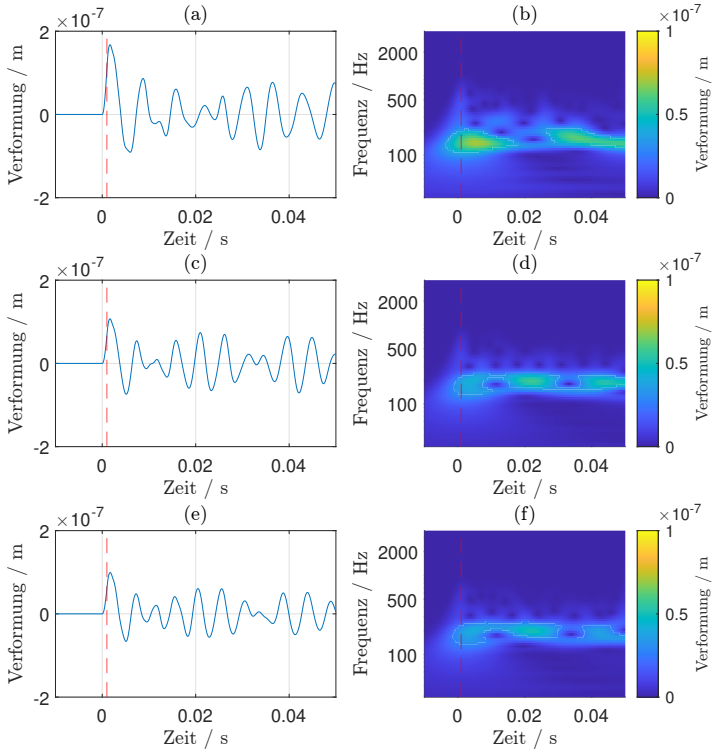 (a)
×10⁻⁷
2
0
-2
Verformung / m
0
0.02
0.04
Zeit / s
(b)
2000
500
100
Frequenz / Hz
0
0.02
0.04
Zeit / s
×10⁻⁷
1
0.5
0
Verformung / m
(c)
×10⁻⁷
2
0
-2
Verformung / m
0
0.02
0.04
Zeit / s
(d)
2000
500
100
Frequenz / Hz
0
0.02
0.04
Zeit / s
×10⁻⁷
1
0.5
0
Verformung / m
(e)
×10⁻⁷
2
0
-2
Verformung / m
0
0.02
0.04
Zeit / s
(f)
2000
500
100
Frequenz / Hz
0
0.02
0.04
Zeit / s
×10⁻⁷
1
0.5
0
Verformung / m